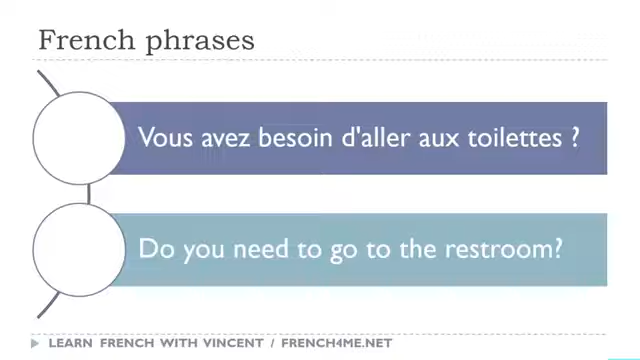 French phrases
Vous avez besoin d'aller aux toilettes ?
Do you need to go to the restroom?
LEARN FRENCH WITH VINCENT / FRENCH4ME.NET